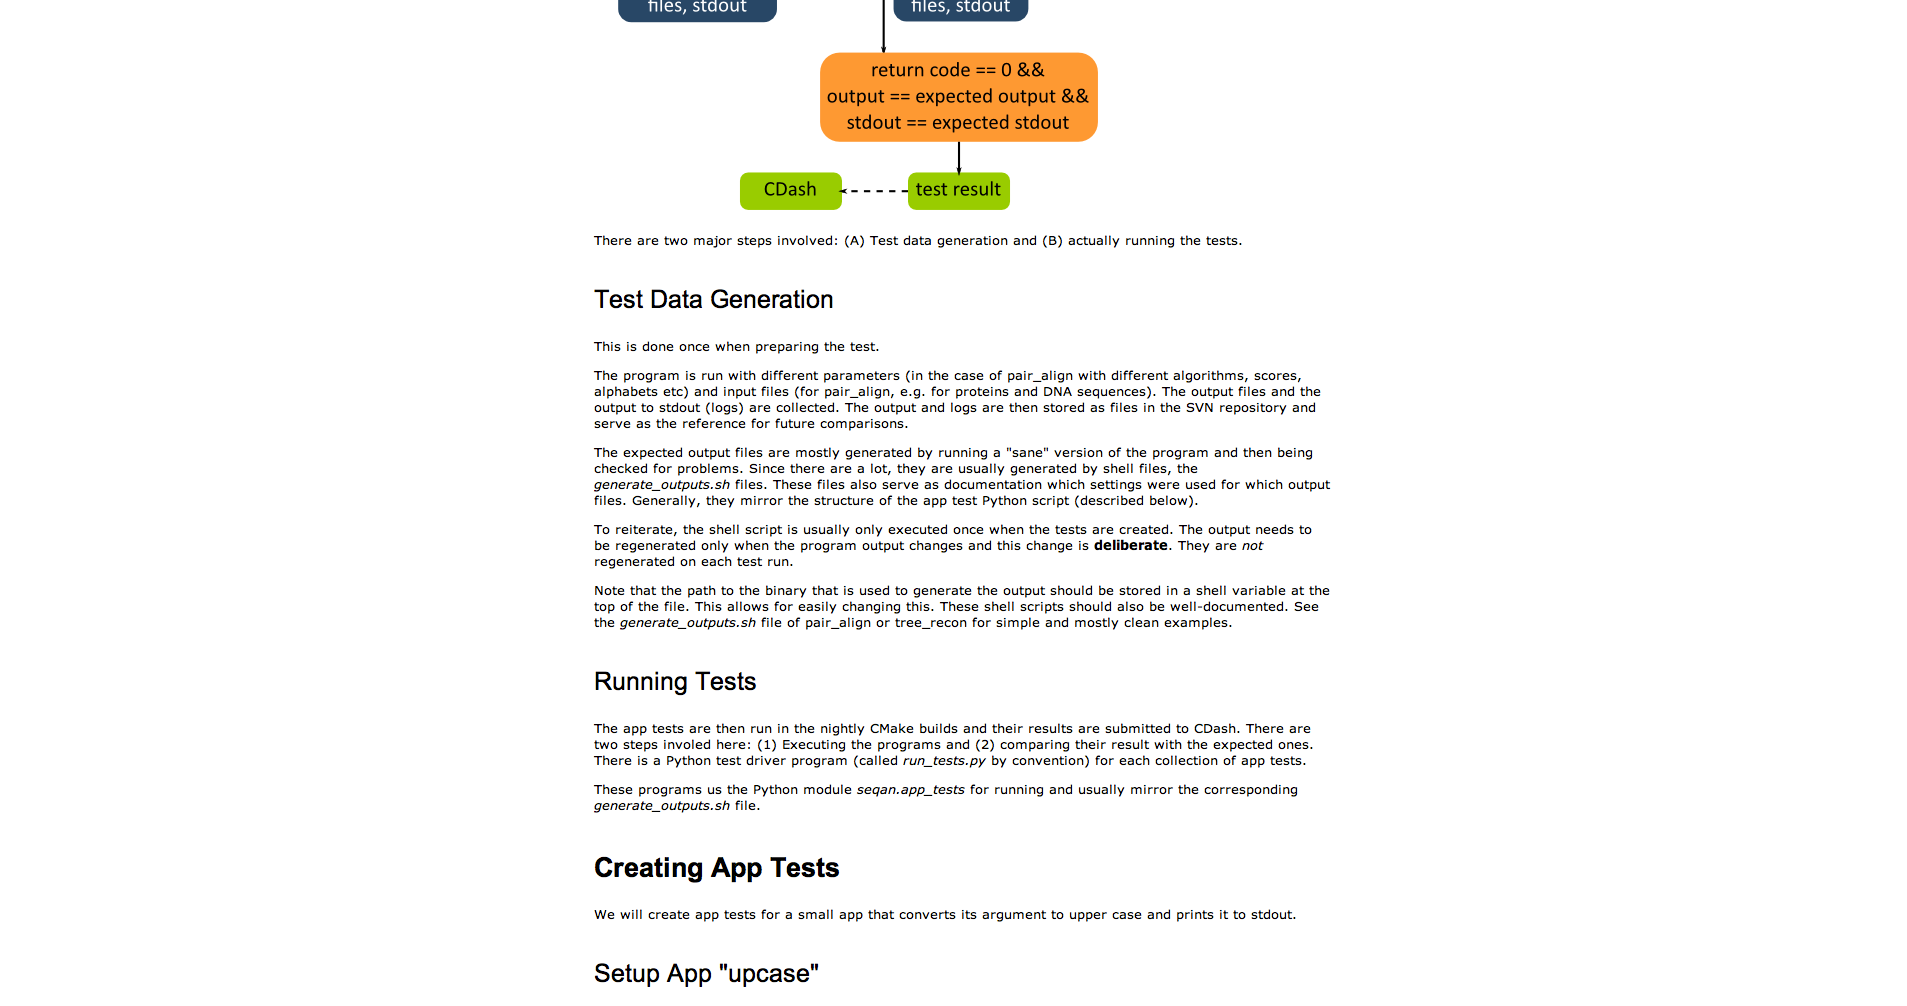 files, stdout
files, stdout
return code == 0 &&
output == expected output &&
stdout == expected stdout
CDash
test result
There are two major steps involved: (A) Test data generation and (B) actually running the tests.
Test Data Generation
This is done once when preparing the test.
The program is run with different parameters (in the case of pair_align with different algorithms, scores,
alphabets etc) and input files (for pair_align, e.g. for proteins and DNA sequences). The output files and the
output to stdout (logs) are collected. The output and logs are then stored as files in the SVN repository and
serve as the reference for future comparisons.
The expected output files are mostly generated by running a "sane" version of the program and then being
checked for problems. Since there are a lot, they are usually generated by shell files, the
generate_outputs.sh files. These files also serve as documentation which settings were used for which output
files. Generally, they mirror the structure of the app test Python script (described below).
To reiterate, the shell script is usually only executed once when the tests are created. The output needs to
be regenerated only when the program output changes and this change is deliberate. They are not
regenerated on each test run.
Note that the path to the binary that is used to generate the output should be stored in a shell variable at the
top of the file. This allows for easily changing this. These shell scripts should also be well-documented. See
the generate_outputs.sh file of pair_align or tree_recon for simple and mostly clean examples.
Running Tests
The app tests are then run in the nightly CMake builds and their results are submitted to CDash. There are
two steps involed here: (1) Executing the programs and (2) comparing their result with the expected ones.
There is a Python test driver program (called run_tests.py by convention) for each collection of app tests.
These programs us the Python module seqan.app_tests for running and usually mirror the corresponding
generate_outputs.sh file.
Creating App Tests
We will create app tests for a small app that converts its argument to upper case and prints it to stdout.
Setup App "upcase"